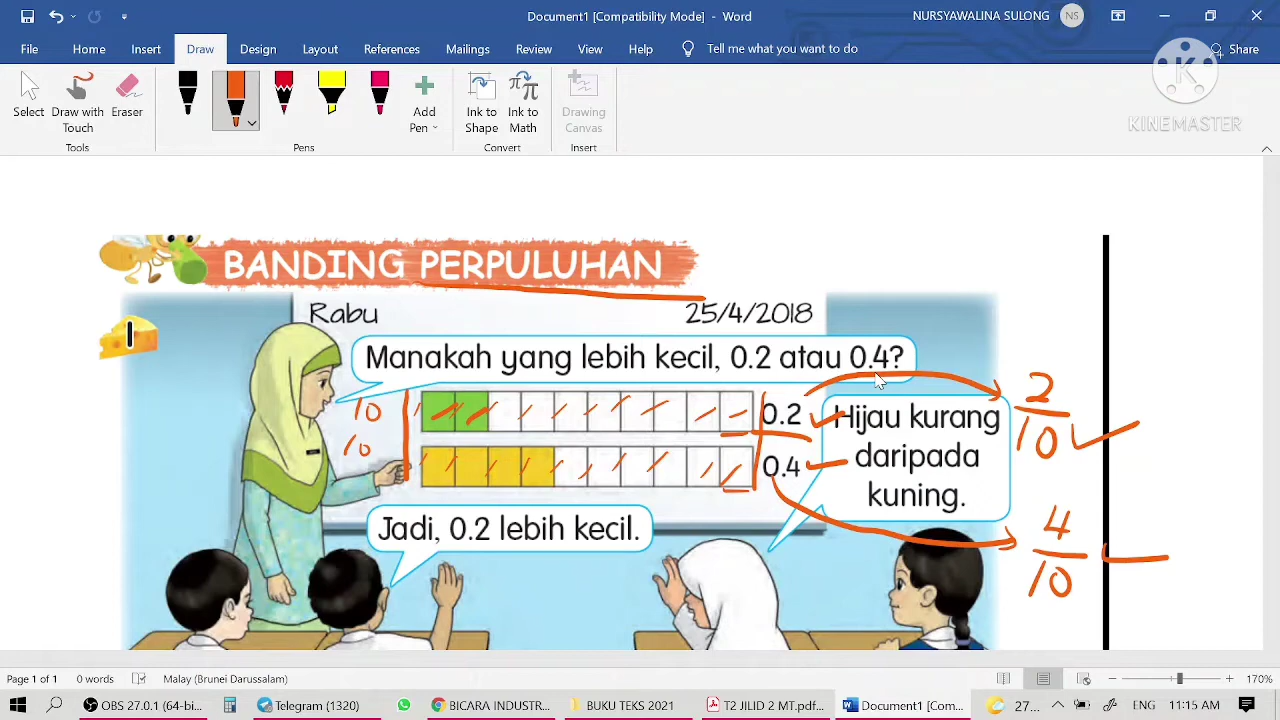 Document1 [Compatibility Mode] - Word
NURSYAWALINA SULONG
NS
File Home Insert Draw Design Layout References Mailings Review View Help Tell me what you want to do
Share
Select
Draw with Touch
Eraser
Add Pen
Ink to Shape
Ink to Math
Drawing Canvas
Tools
Pens
Convert
Insert
K
KINEMASTER
BANDING PERPULUHAN
Rabu 25/4/2018
1
Manakah yang lebih kecil, 0.2 atau 0.4?
10
10
0.2
0.4
Hijau kurang
daripada
kuning.
2
10
4
10
Jadi, 0.2 lebih kecil.
Page 1 of 1 0 words Malay (Brunei Darussalam) 170%
OBS 27.0.1 (64-bi... Telegram (1320) BICARA INDUSTR... BUKU TEKS 2021 T2 JILID 2 MT.pdf... Document1 [Com... 27... ENG 11:15 AM